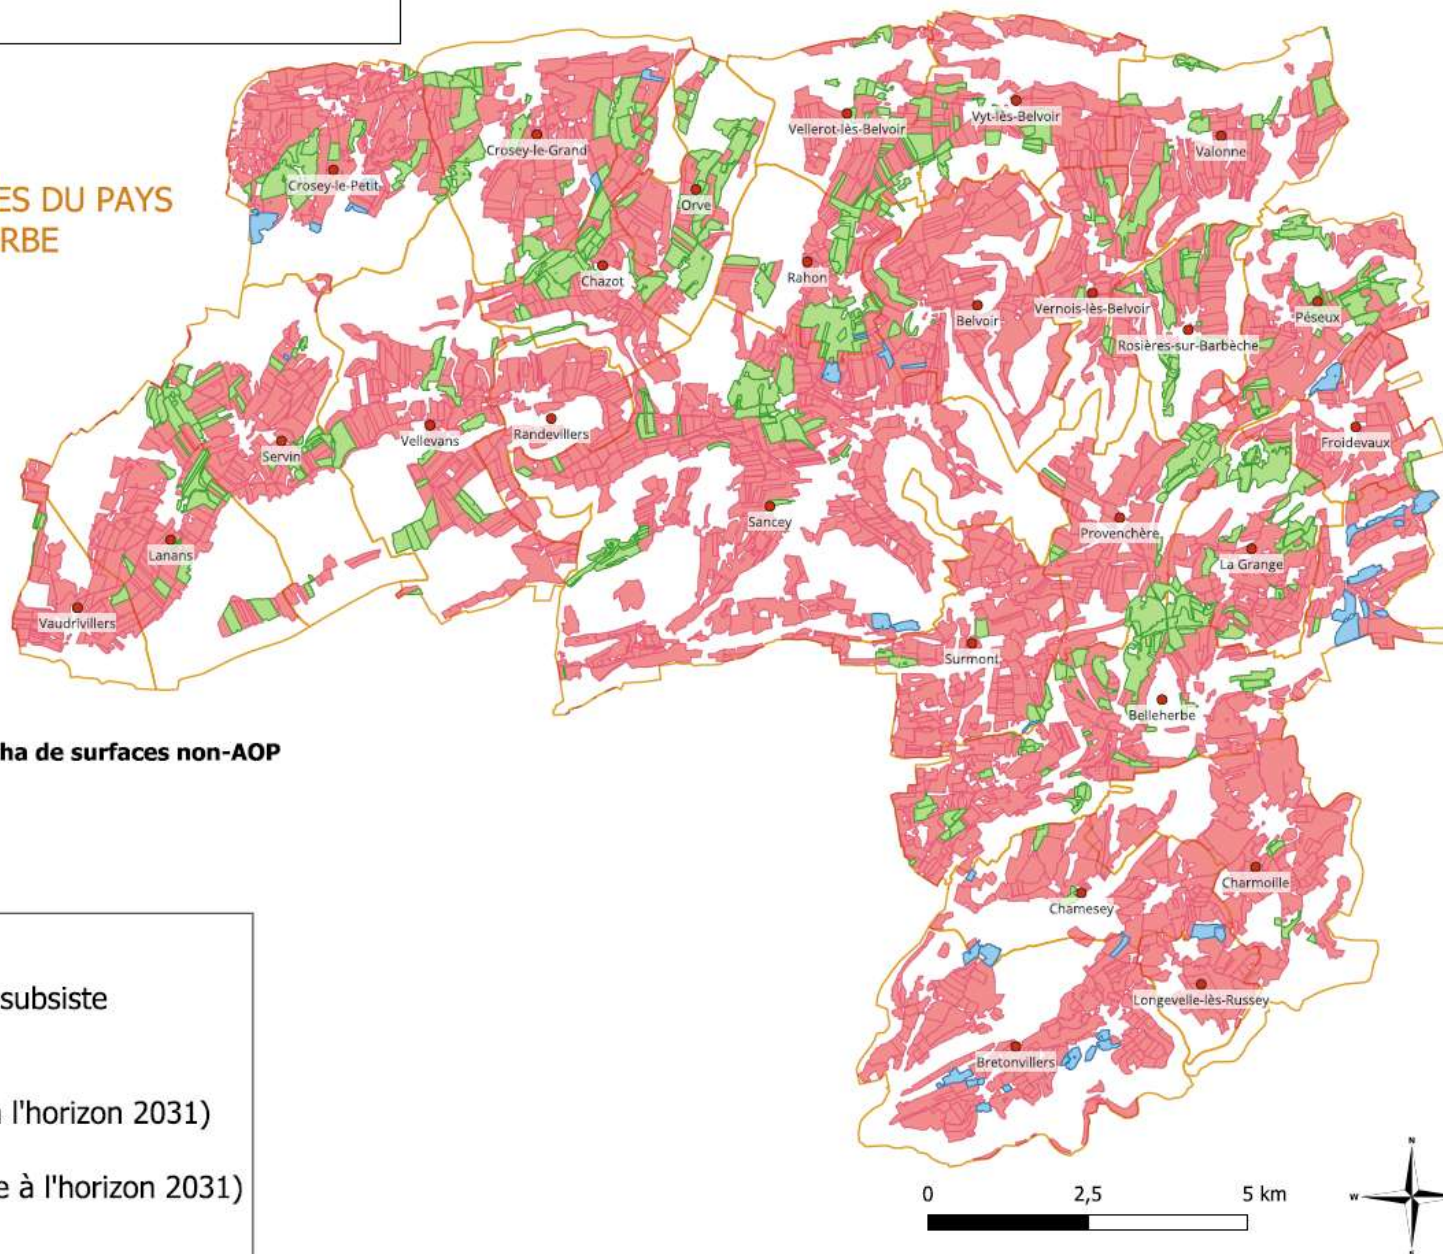 ES DU PAYS
RBE
Vellerot-lès-Belvoir
Vyt-lès-Belvoir
Valonne
Crosey-le-Grand
Crosey-le-Petit
Orve
Chazot
Rahon
Belvoir
Vernois-lès-Belvoir
Péseux
Rosières-sur-Barbèche
Froidevaux
Servin
Vellevans
Randevillers
Sancey
Provenchère
Lanans
La Grange
Vaudrivillers
Surmont
Belleherbe
ha de surfaces non-AOP
Charmoille
Chamesey
subsiste
Longevelle-lès-Russey
Bretonvillers
l'horizon 2031)
e à l'horizon 2031)
0 2,5 5 km
N
W